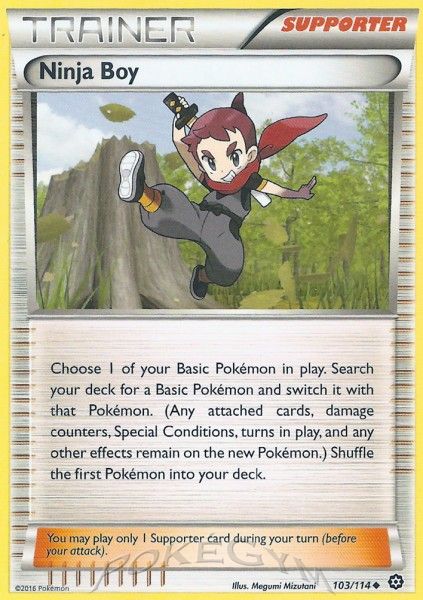 TRAINER
SUPPORTER
Ninja Boy
Choose 1 of your Basic Pokémon in play. Search
your deck for a Basic Pokémon and switch it with
that Pokémon. (Any attached cards, damage
counters, Special Conditions, turns in play, and any
other effects remain on the new Pokémon.) Shuffle
the first Pokémon into your deck.
You may play only 1 Supporter card during your turn (before
your attack).
POKEGYM
©2016 Pokémon
Illus. Megumi Mizutani
103/114